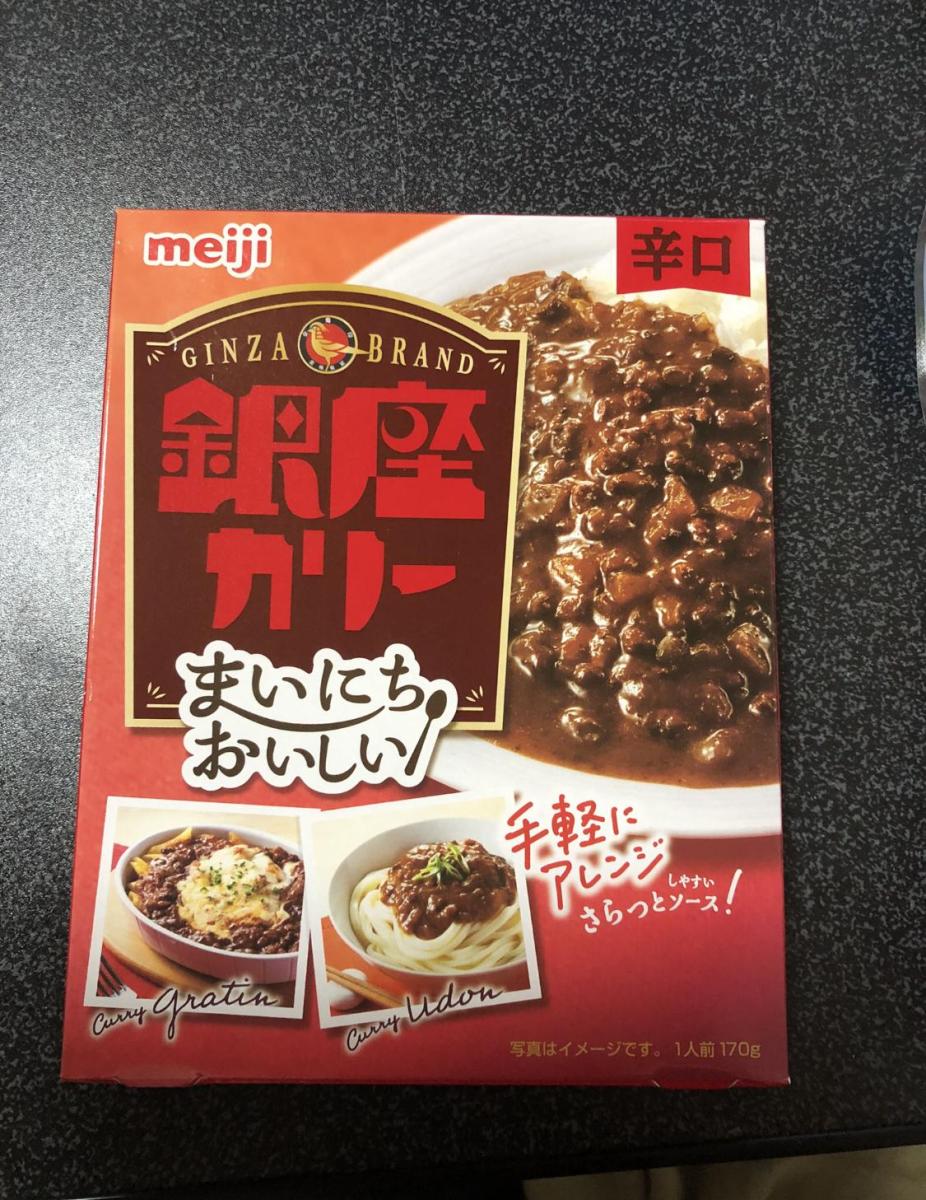 meiji
辛口
GINZA BRAND
銀座
カリー
まいにち
おいしい!
手軽に
アレンジ
しやすい
さらっとソース!
Curry Gratin
Curry Udon
写真はイメージです。 1人前 170g